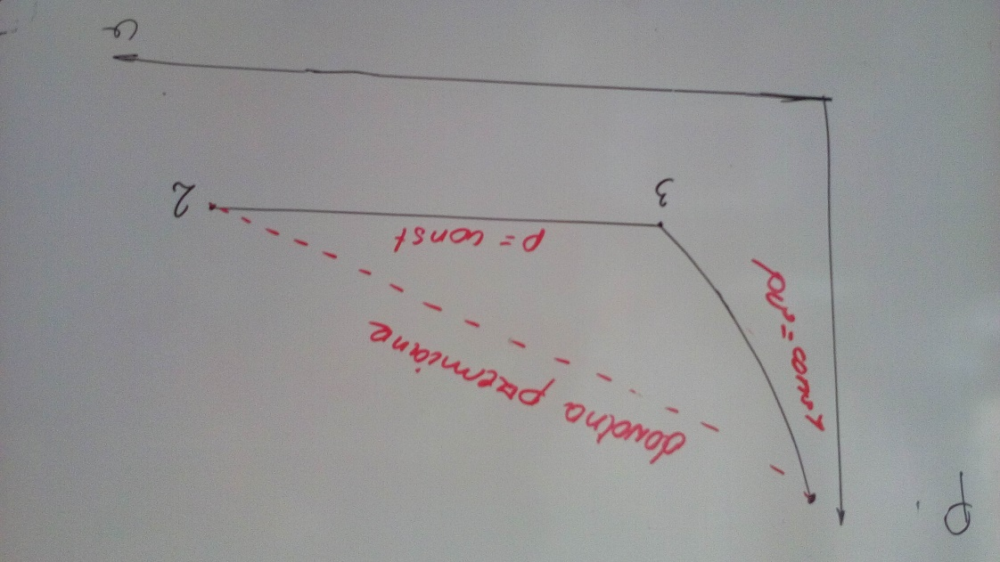 p
pv = const
dowolna przemiana
p = const
3
2
v